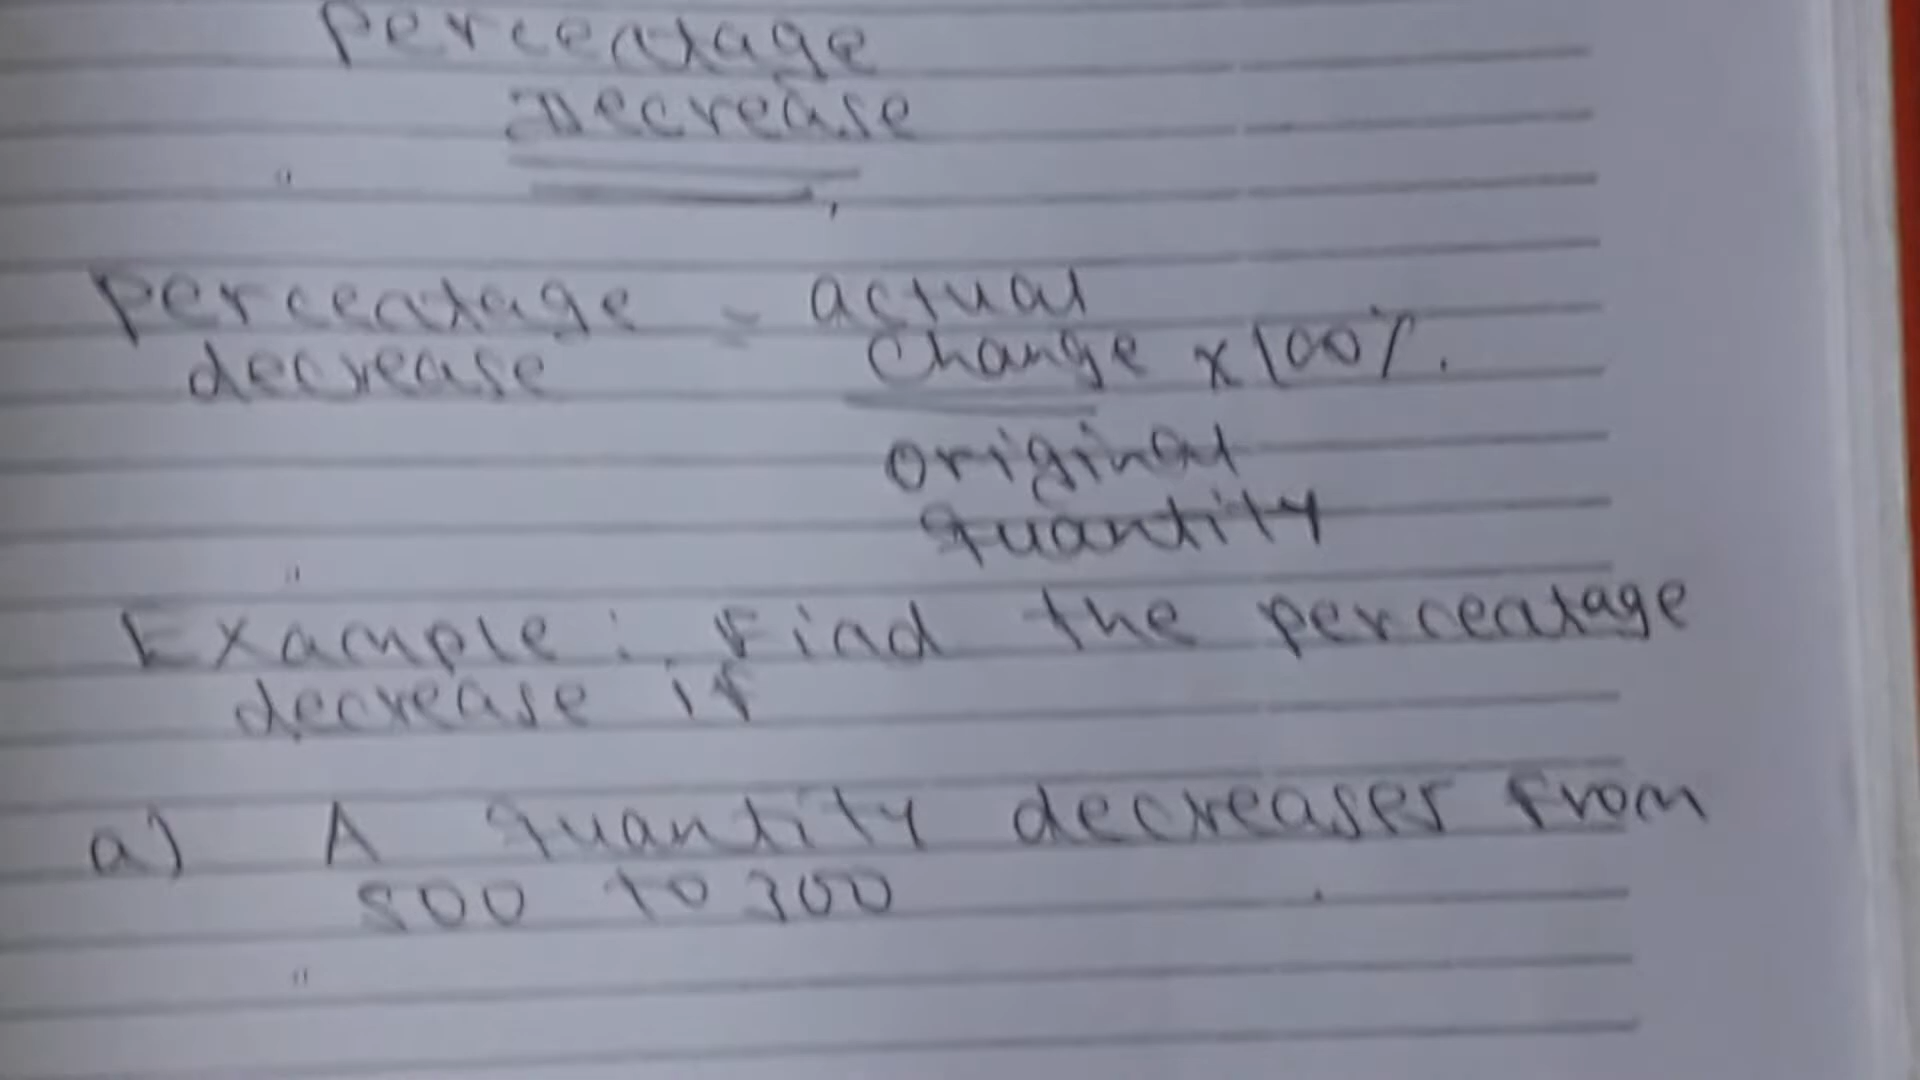 Percentage
Decrease
Percentage = actual
decrease change x 100%.
original
quantity
Example: Find the percentage
decrease if
a) A quantity decreases from
500 to 300